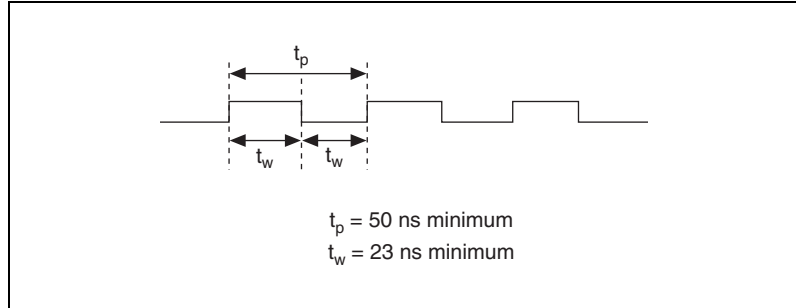 tp
tw tw
tp = 50 ns minimum
tw = 23 ns minimum